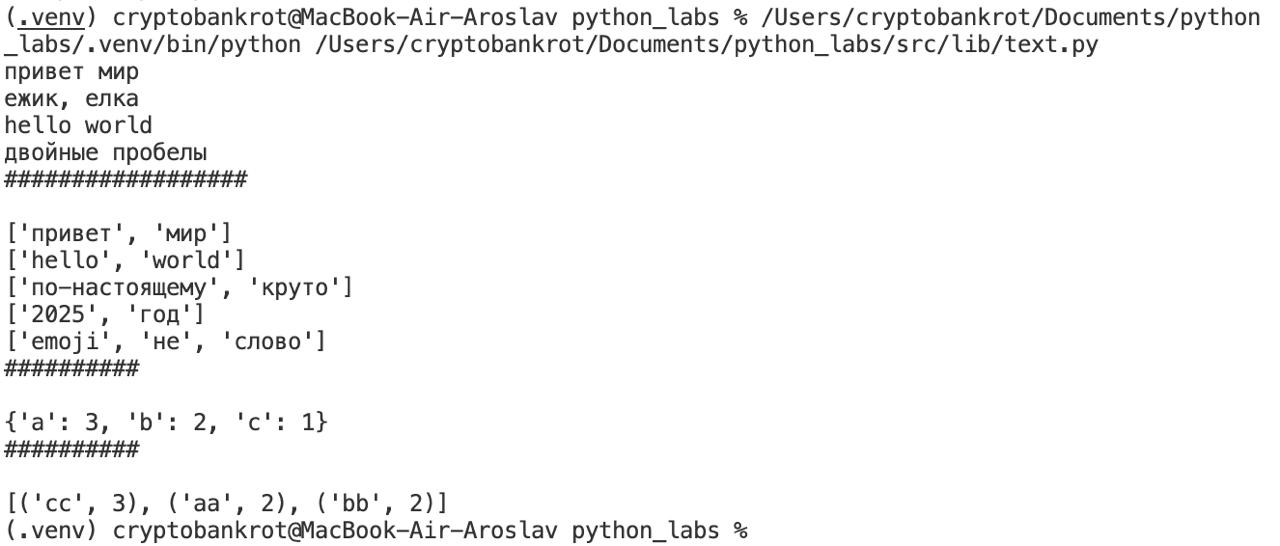 (.venv) cryptobankrot@MacBook-Air-Aroslav python_labs % /Users/cryptobankrot/Documents/python
_labs/.venv/bin/python /Users/cryptobankrot/Documents/python_labs/src/lib/text.py
привет мир
ежик, елка
hello world
двойные пробелы
##################
['привет', 'мир']
['hello', 'world']
['по-настоящему', 'круто']
['2025', 'год']
['emoji', 'не', 'слово']
##########
{'a': 3, 'b': 2, 'c': 1}
##########
[('cc', 3), ('aa', 2), ('bb', 2)]
(.venv) cryptobankrot@MacBook-Air-Aroslav python_labs %